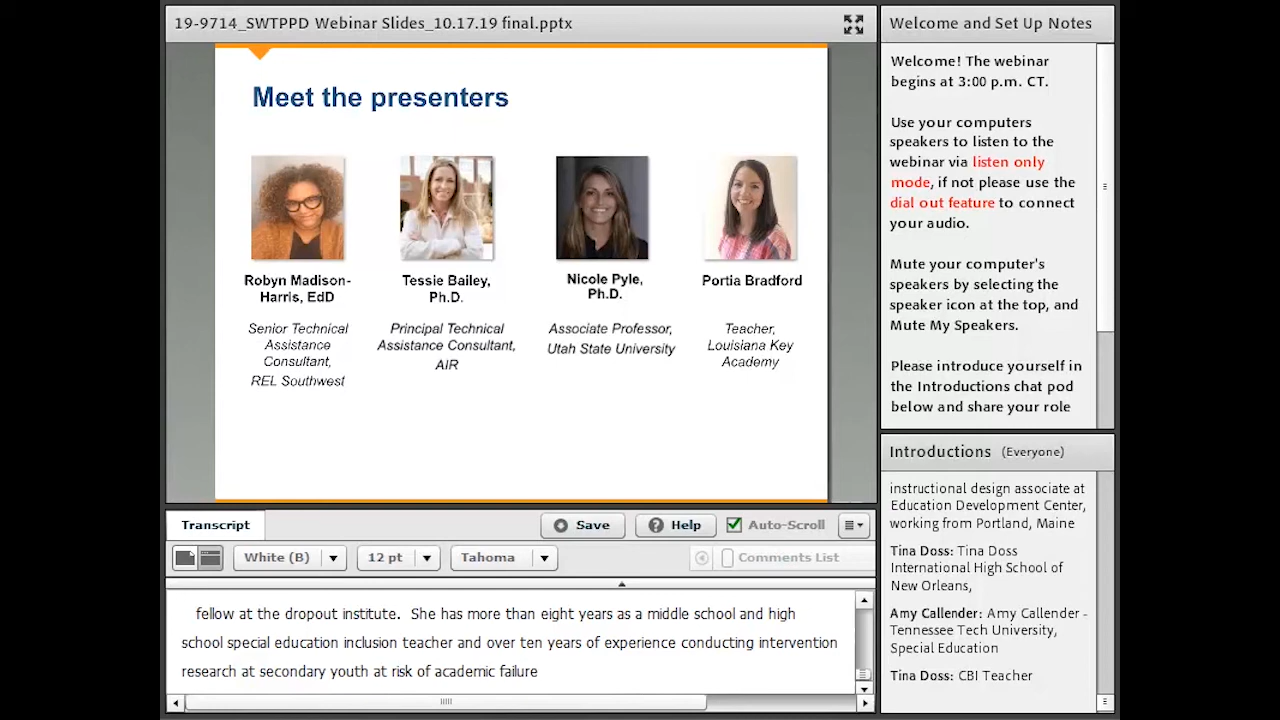 19-9714_SWTPPD Webinar Slides_10.17.19 final.pptx
Meet the presenters
Robyn Madison-
Harris, EdD
Senior Technical
Assistance
Consultant,
REL Southwest
Tessie Bailey,
Ph.D.
Principal Technical
Assistance Consultant,
AIR
Nicole Pyle,
Ph.D.
Associate Professor,
Utah State University
Portia Bradford
Teacher,
Louisiana Key
Academy
Transcript
Save
Help
Auto-Scroll
White (B)
12 pt
Tahoma
Comments List
fellow at the dropout institute.  She has more than eight years as a middle school and high
school special education inclusion teacher and over ten years of experience conducting intervention
research at secondary youth at risk of academic failure
Welcome and Set Up Notes
Welcome! The webinar
begins at 3:00 p.m. CT.
Use your computers
speakers to listen to the
webinar via listen only
mode, if not please use the
dial out feature to connect
your audio.
Mute your computer's
speakers by selecting the
speaker icon at the top, and
Mute My Speakers.
Please introduce yourself in
the Introductions chat pod
below and share your role
Introductions (Everyone)
instructional design associate at
Education Development Center,
working from Portland, Maine
Tina Doss: Tina Doss
International High School of
New Orleans,
Amy Callender: Amy Callender -
Tennessee Tech University,
Special Education
Tina Doss: CBI Teacher